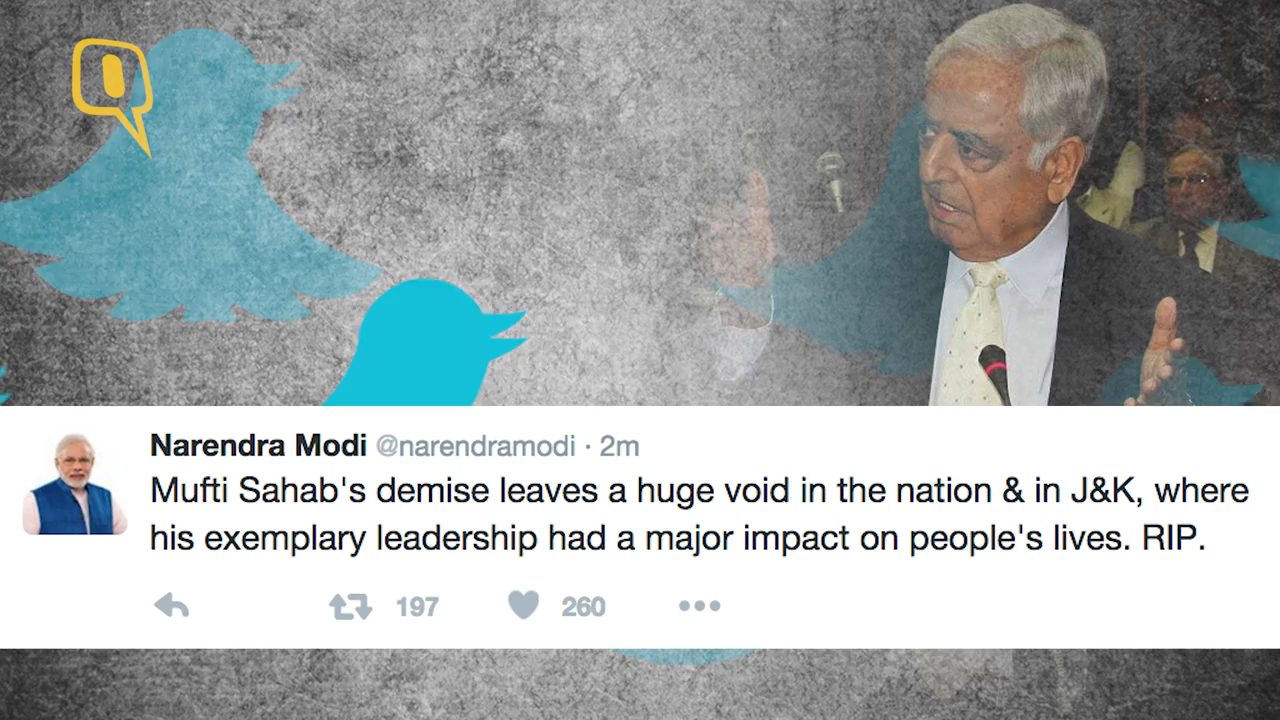 Narendra Modi @narendramodi · 2m
Mufti Sahab's demise leaves a huge void in the nation & in J&K, where
his exemplary leadership had a major impact on people's lives. RIP.
197 260